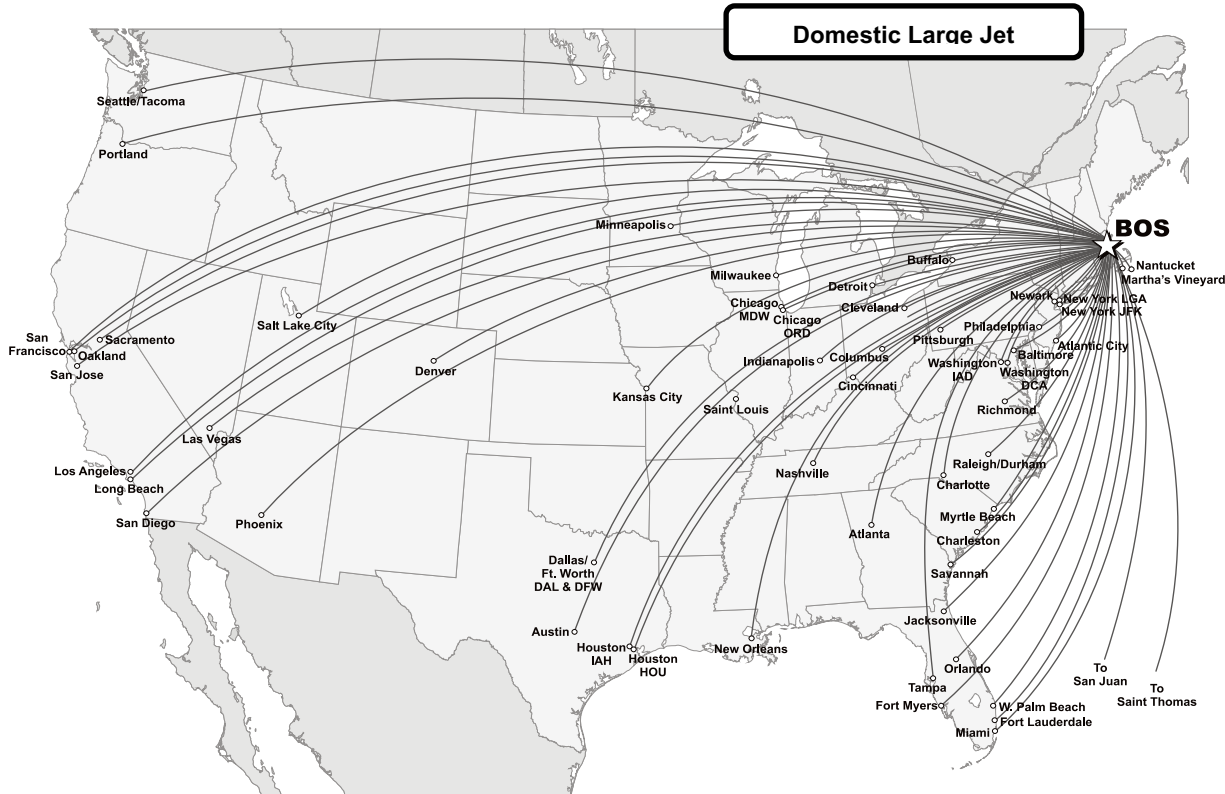 Domestic Large Jet
Seattle/Tacoma
Portland
BOS
Minneapolis
Buffalo
Nantucket
Martha's Vineyard
Milwaukee
Detroit
Chicago
MDW
Chicago
ORD
Cleveland
Newark
New York LGA
New York JFK
Salt Lake City
Sacramento
San
Francisco
Oakland
San Jose
Denver
Philadelphia
Pittsburgh
Atlantic City
Baltimore
Indianapolis
Columbus
Washington
IAD
Washington
DCA
Cincinnati
Kansas City
Saint Louis
Richmond
Las Vegas
Los Angeles
Long Beach
San Diego
Phoenix
Nashville
Raleigh/Durham
Charlotte
Myrtle Beach
Atlanta
Charleston
Dallas/
Ft. Worth
DAL & DFW
Savannah
Jacksonville
Austin
Houston
IAH
Houston
HOU
New Orleans
Orlando
Tampa
Fort Myers
W. Palm Beach
Fort Lauderdale
Miami
To
San Juan
To
Saint Thomas